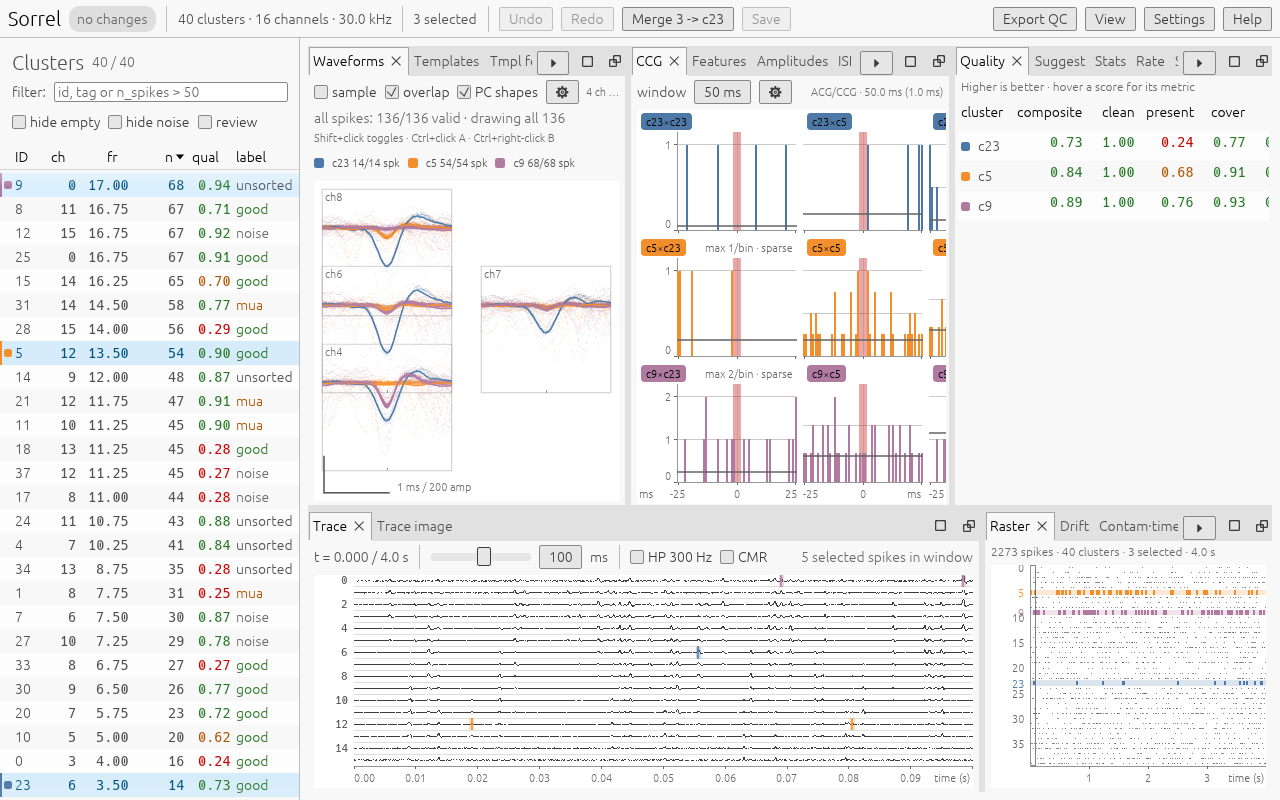 Sorrel no changes 40 clusters · 16 channels · 30.0 kHz 3 selected Undo Redo Merge 3 -> c23 Save Export QC View Settings Help
Clusters 40 / 40
filter: id, tag or n_spikes > 50
hide empty hide noise review
ID ch fr n qual label
9 0 17.00 68 0.94 unsorted
8 11 16.75 67 0.71 good
12 15 16.75 67 0.92 noise
25 0 16.75 67 0.91 good
15 14 16.25 65 0.70 good
31 14 14.50 58 0.77 mua
28 15 14.00 56 0.29 good
5 12 13.50 54 0.90 good
14 9 12.00 48 0.87 unsorted
21 12 11.75 47 0.91 mua
11 10 11.25 45 0.90 mua
18 13 11.25 45 0.28 good
37 12 11.25 45 0.27 noise
17 8 11.00 44 0.28 noise
24 11 10.75 43 0.88 unsorted
4 7 10.25 41 0.84 unsorted
34 13 8.75 35 0.28 unsorted
1 8 7.75 31 0.25 mua
7 6 7.50 30 0.87 noise
27 10 7.25 29 0.78 noise
33 8 6.75 27 0.27 good
30 9 6.50 26 0.77 good
20 7 5.75 23 0.72 good
10 5 5.00 20 0.62 good
0 3 4.00 16 0.24 good
23 6 3.50 14 0.73 good
Waveforms Templates Tmpl
sample overlap PC shapes 4 ch ...
all spikes: 136/136 valid · drawing all 136
Shift+click toggles · Ctrl+click A · Ctrl+right-click B
c23 14/14 spk c5 54/54 spk c9 68/68 spk
ch8
ch6 ch7
ch4
1 ms / 200 amp
CCG Features Amplitudes ISI
window 50 ms ACG/CCG · 50.0 ms (1.0 ms)
c23×c23 c23×c5
1
0
c5×c23 max 1/bin · sparse c5×c5
1
0
c9×c23 max 2/bin · sparse c9×c5
2
1
0
ms -25 0 25 -25 0 ms -25
Quality Suggest Stats Rate
Higher is better · hover a score for its metric
cluster composite clean present cover
c23 0.73 1.00 0.24 0.77
c5 0.84 1.00 0.68 0.91
c9 0.89 1.00 0.76 0.93
Trace Trace image
t = 0.000 / 4.0 s 100 ms HP 300 Hz CMR 5 selected spikes in window
0
2
4
6
8
10
12
14
0.00 0.01 0.02 0.03 0.04 0.05 0.06 0.07 0.08 0.09 time (s)
Raster Drift Contam-time
2273 spikes · 40 clusters · 3 selected · 4.0 s
0
5
9
10
15
20
23
25
30
35
1 2 3 time (s)